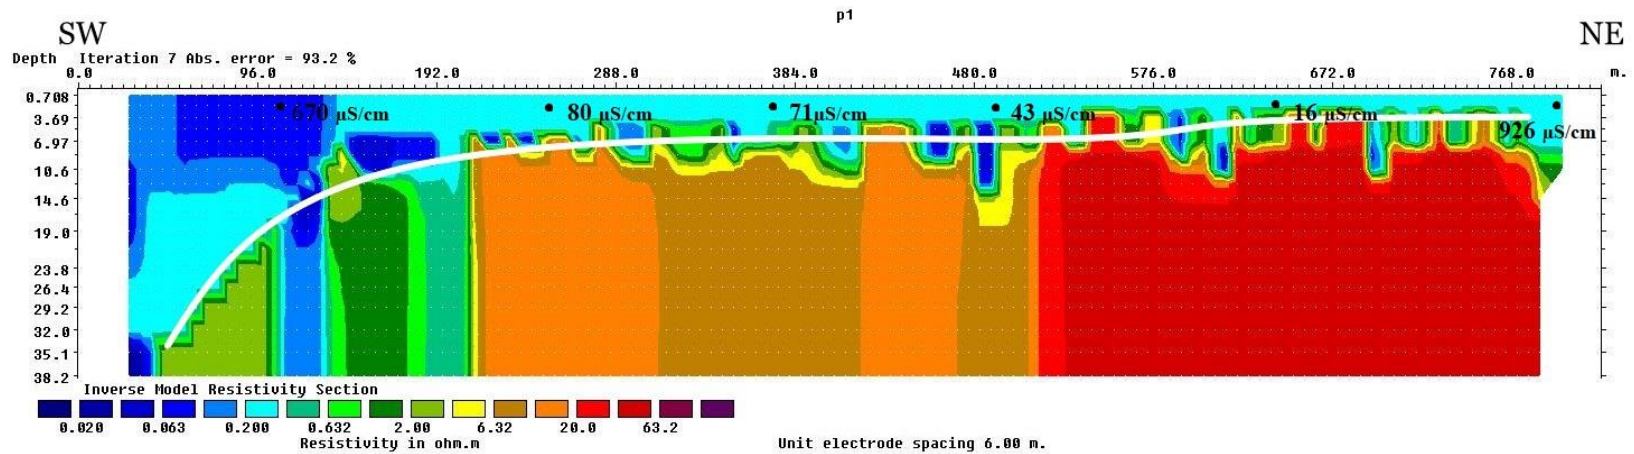 p1
SW
NE
Depth Iteration 7 Abs. error = 93.2 %
0.0 96.0 192.0 288.0 384.0 480.0 576.0 672.0 768.0 m.
0.708
3.69
6.97
10.6
14.6
19.0
23.8
26.4
29.2
32.0
35.1
38.2
670 µS/cm
80 µS/cm
71µS/cm
43 µS/cm
16 µS/cm
926 µS/cm
Inverse Model Resistivity Section
0.020 0.063 0.200 0.632 2.00 6.32 20.0 63.2
Resistivity in ohm.m
Unit electrode spacing 6.00 m.